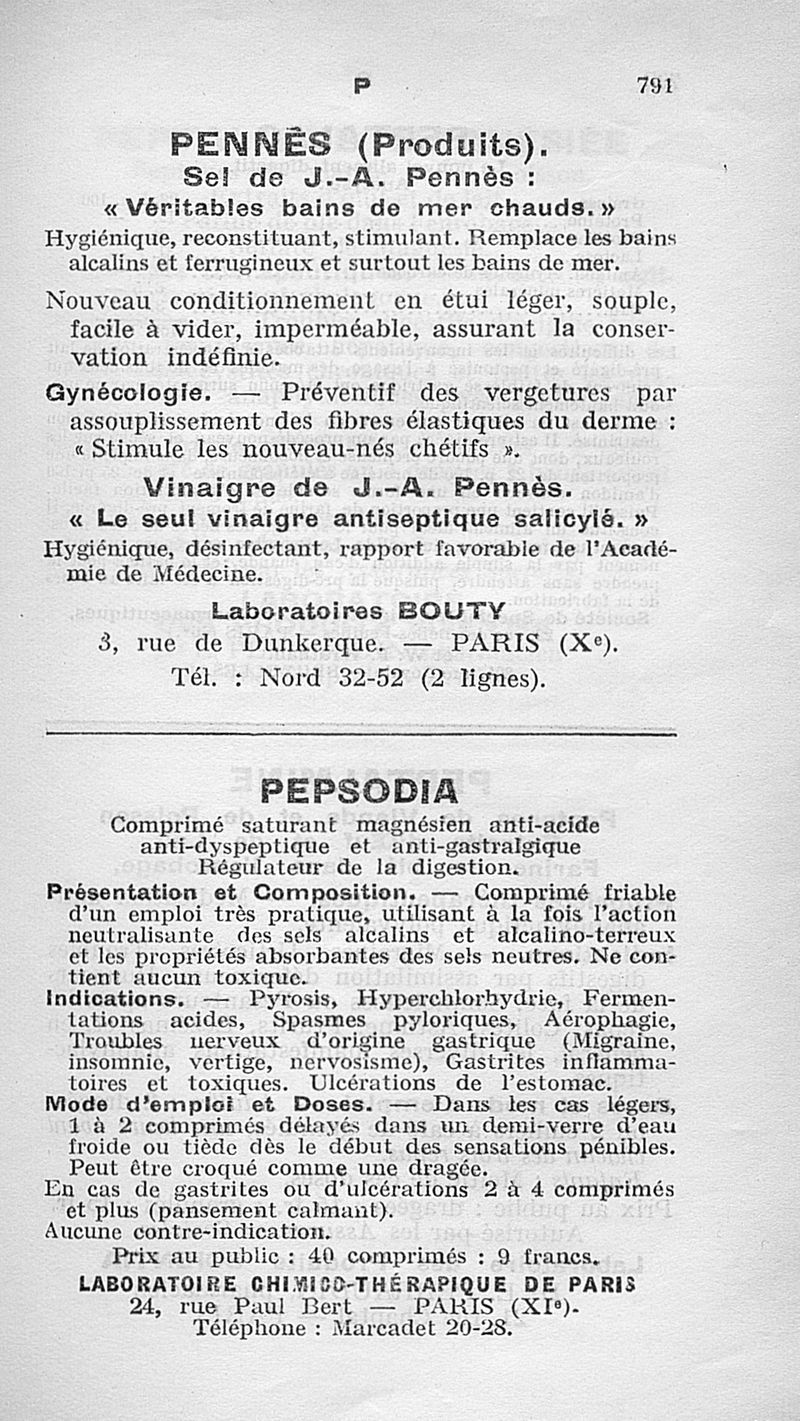 P 791
PENNÈS (Produits).
Sel de J.-A. Pennès :
« Véritables bains de mer chauds. »
Hygiénique, reconstituant, stimulant. Remplace les bains
alcalins et ferrugineux et surtout les bains de mer.
Nouveau conditionnement en étui léger, souple,
facile à vider, imperméable, assurant la conser-
vation indéfinie.
Gynécologie. — Préventif des vergetures par
assouplissement des fibres élastiques du derme :
« Stimule les nouveau-nés chétifs ».
Vinaigre de J.-A. Pennès.
« Le seul vinaigre antiseptique salicylé. »
Hygiénique, désinfectant, rapport favorable de l'Acadé-
mie de Médecine.
Laboratoires BOUTY
3, rue de Dunkerque. — PARIS (Xe).
Tél. : Nord 32-52 (2 lignes).
PEPSODIA
Comprimé saturant magnésien anti-acide
anti-dyspeptique et anti-gastralgique
Régulateur de la digestion.
Présentation et Composition. — Comprimé friable
d'un emploi très pratique, utilisant à la fois l'action
neutralisante des sels alcalins et alcalino-terreux
et les propriétés absorbantes des sels neutres. Ne con-
tient aucun toxique.
Indications. — Pyrosis, Hyperchlorhydrie, Fermen-
tations acides, Spasmes pyloriques, Aérophagie,
Troubles nerveux d'origine gastrique (Migraine,
insomnie, vertige, nervosisme), Gastrites inflamma-
toires et toxiques. Ulcérations de l'estomac.
Mode d'emploi et Doses. — Dans les cas légers,
1 à 2 comprimés délayés dans un demi-verre d'eau
froide ou tiède dès le début des sensations pénibles.
Peut être croqué comme une dragée.
En cas de gastrites ou d'ulcérations 2 à 4 comprimés
et plus (pansement calmant).
Aucune contre-indication.
Prix au public : 40 comprimés : 9 francs.
LABORATOIRE CHIMICO-THÉRAPIQUE DE PARIS
24, rue Paul Bert — PARIS (XIe).
Téléphone : Marcadet 20-28.